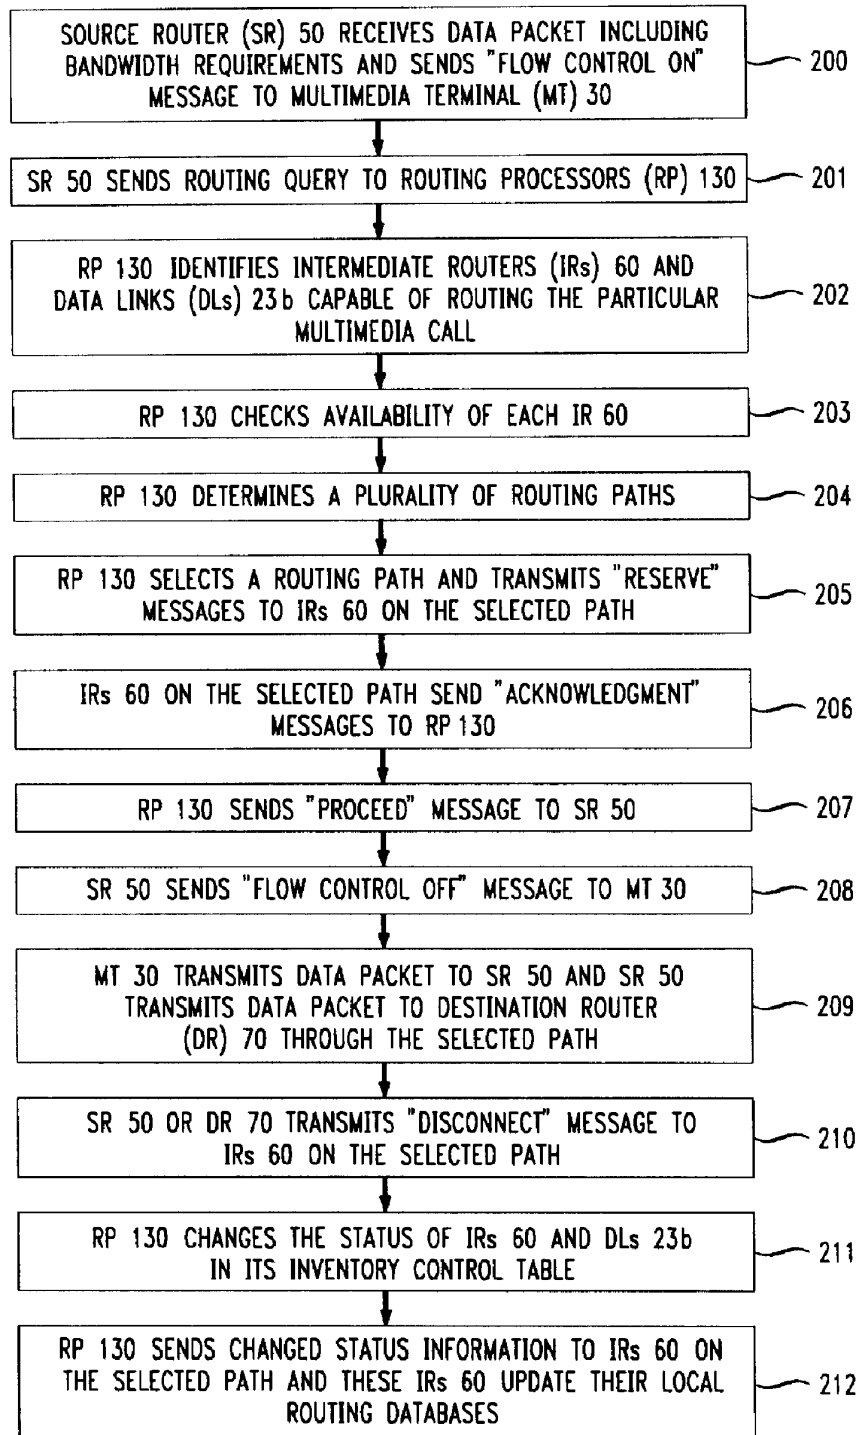 SOURCE ROUTER (SR) 50 RECEIVES DATA PACKET INCLUDING
BANDWIDTH REQUIREMENTS AND SENDS "FLOW CONTROL ON"
MESSAGE TO MULTIMEDIA TERMINAL (MT) 30
200
SR 50 SENDS ROUTING QUERY TO ROUTING PROCESSORS (RP) 130
201
RP 130 IDENTIFIES INTERMEDIATE ROUTERS (IRs) 60 AND
DATA LINKS (DLs) 23b CAPABLE OF ROUTING THE PARTICULAR
MULTIMEDIA CALL
202
RP 130 CHECKS AVAILABILITY OF EACH IR 60
203
RP 130 DETERMINES A PLURALITY OF ROUTING PATHS
204
RP 130 SELECTS A ROUTING PATH AND TRANSMITS "RESERVE"
MESSAGES TO IRs 60 ON THE SELECTED PATH
205
IRs 60 ON THE SELECTED PATH SEND "ACKNOWLEDGMENT"
MESSAGES TO RP 130
206
RP 130 SENDS "PROCEED" MESSAGE TO SR 50
207
SR 50 SENDS "FLOW CONTROL OFF" MESSAGE TO MT 30
208
MT 30 TRANSMITS DATA PACKET TO SR 50 AND SR 50
TRANSMITS DATA PACKET TO DESTINATION ROUTER
(DR) 70 THROUGH THE SELECTED PATH
209
SR 50 OR DR 70 TRANSMITS "DISCONNECT" MESSAGE TO
IRs 60 ON THE SELECTED PATH
210
RP 130 CHANGES THE STATUS OF IRs 60 AND DLs 23b
IN ITS INVENTORY CONTROL TABLE
211
RP 130 SENDS CHANGED STATUS INFORMATION TO IRs 60 ON
THE SELECTED PATH AND THESE IRs 60 UPDATE THEIR LOCAL
ROUTING DATABASES
212